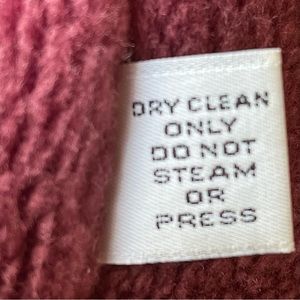 DRY CLEAN
ONLY
DO NOT
STEAM
OR
PRESS